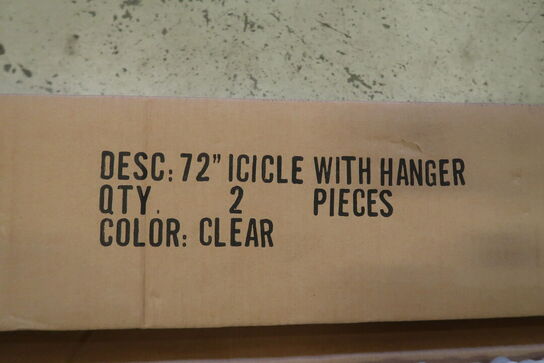 DESC: 72" ICICLE WITH HANGER
QTY. 2 PIECES
COLOR: CLEAR